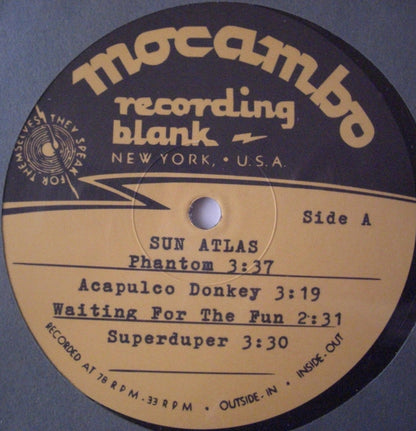 mocambo
recording
blank
NEW YORK, • U.S.A.
THEY SPEAK FOR THEMSELVES
Side A
SUN ATLAS
Phantom 3:37
Acapulco Donkey 3:19
Waiting For The Fun 2:31
Superduper 3:30
RECORDED AT 78 RPM - 33 RPM • OUTSIDE-IN • INSIDE-OUT